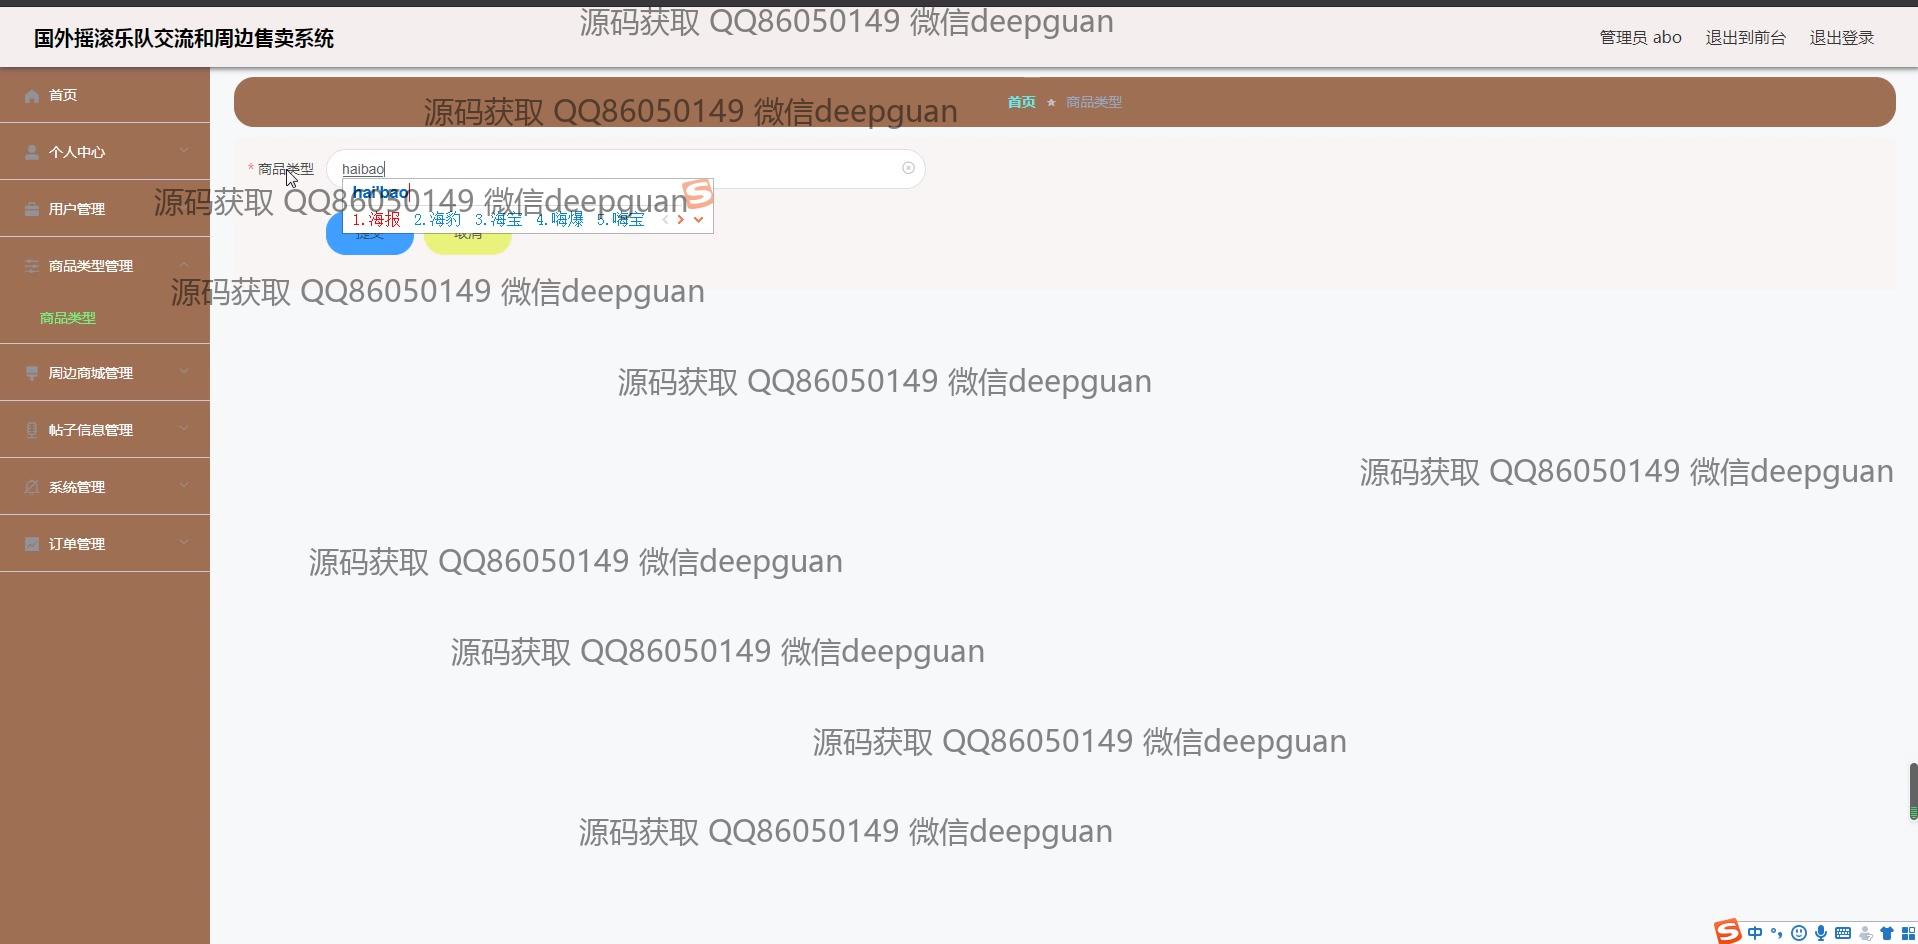 源码获取 QQ86050149 微信deepguan
国外摇滚乐队交流和周边售卖系统
管理员 abo
退出到前台
退出登录
首页
首页
商品类型
源码获取 QQ86050149 微信deepguan
个人中心
* 商品类型
haibao
hai'bao
用户管理
源码获取 QQ86050149 微信deepguan
1.海报 2.海豹 3.海宝 4.嗨爆 5.嗨宝
提交
取消
商品类型管理
源码获取 QQ86050149 微信deepguan
商品类型
周边商城管理
源码获取 QQ86050149 微信deepguan
帖子信息管理
源码获取 QQ86050149 微信deepguan
系统管理
订单管理
源码获取 QQ86050149 微信deepguan
源码获取 QQ86050149 微信deepguan
源码获取 QQ86050149 微信deepguan
源码获取 QQ86050149 微信deepguan
中